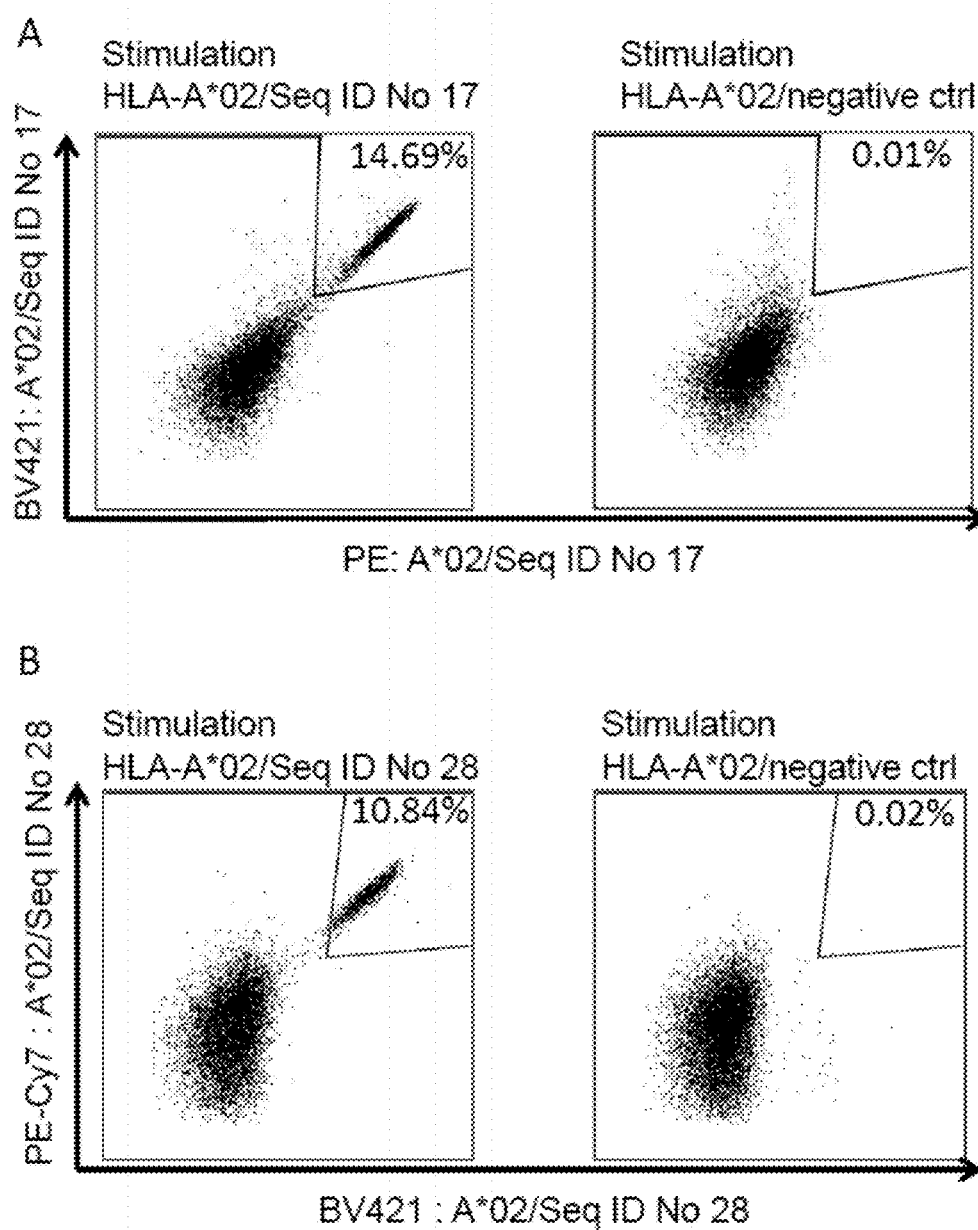 A
Stimulation
HLA-A*02/Seq ID No 17
14.69%
Stimulation
HLA-A*02/negative ctrl
0.01%
BV421: A*02/Seq ID No 17
PE: A*02/Seq ID No 17
B
Stimulation
HLA-A*02/Seq ID No 28
10.84%
Stimulation
HLA-A*02/negative ctrl
0.02%
PE-Cy7 : A*02/Seq ID No 28
BV421 : A*02/Seq ID No 28